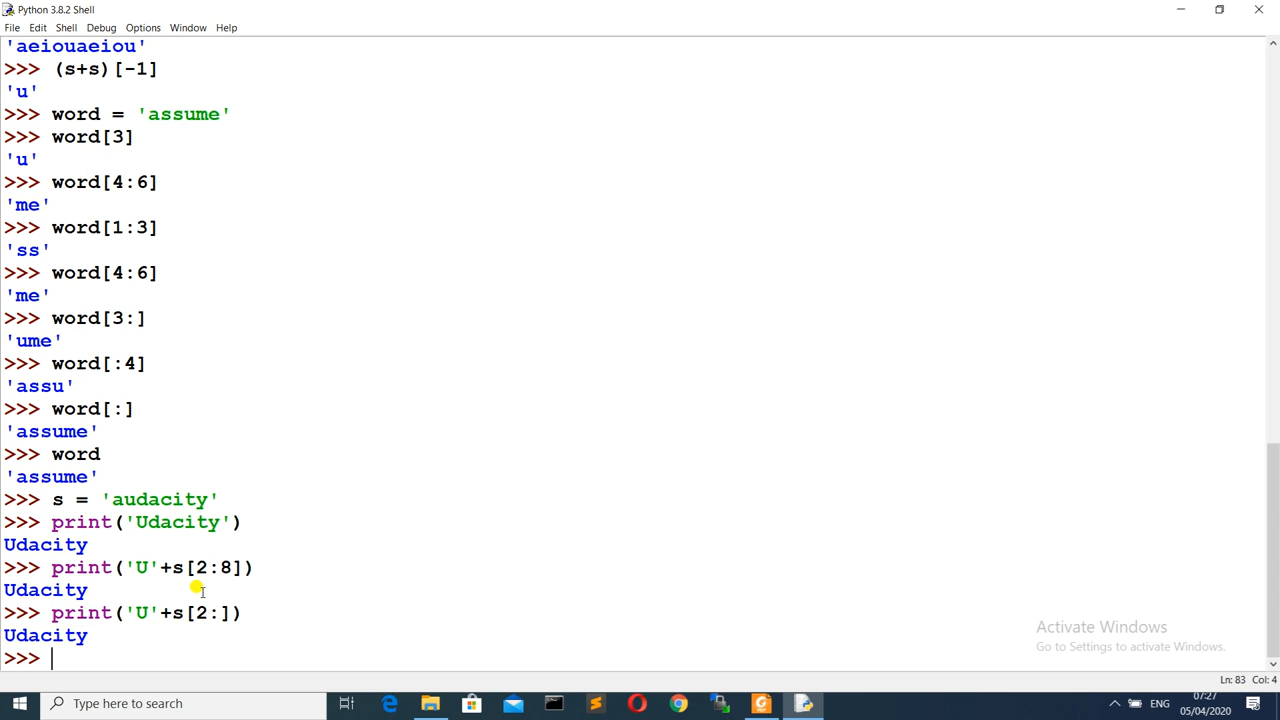 Python 3.8.2 Shell
File Edit Shell Debug Options Window Help
'aeiouaeiou'
>>> (s+s)[-1]
'u'
>>> word = 'assume'
>>> word[3]
'u'
>>> word[4:6]
'me'
>>> word[1:3]
'ss'
>>> word[4:6]
'me'
>>> word[3:]
'ume'
>>> word[:4]
'assu'
>>> word[:]
'assume'
>>> word
'assume'
>>> s = 'audacity'
>>> print('Udacity')
Udacity
>>> print('U'+s[2:8])
Udacity
>>> print('U'+s[2:])
Udacity
>>>
Activate Windows
Go to Settings to activate Windows.
Ln: 83 Col: 4
Type here to search
ENG
07:27
05/04/2020